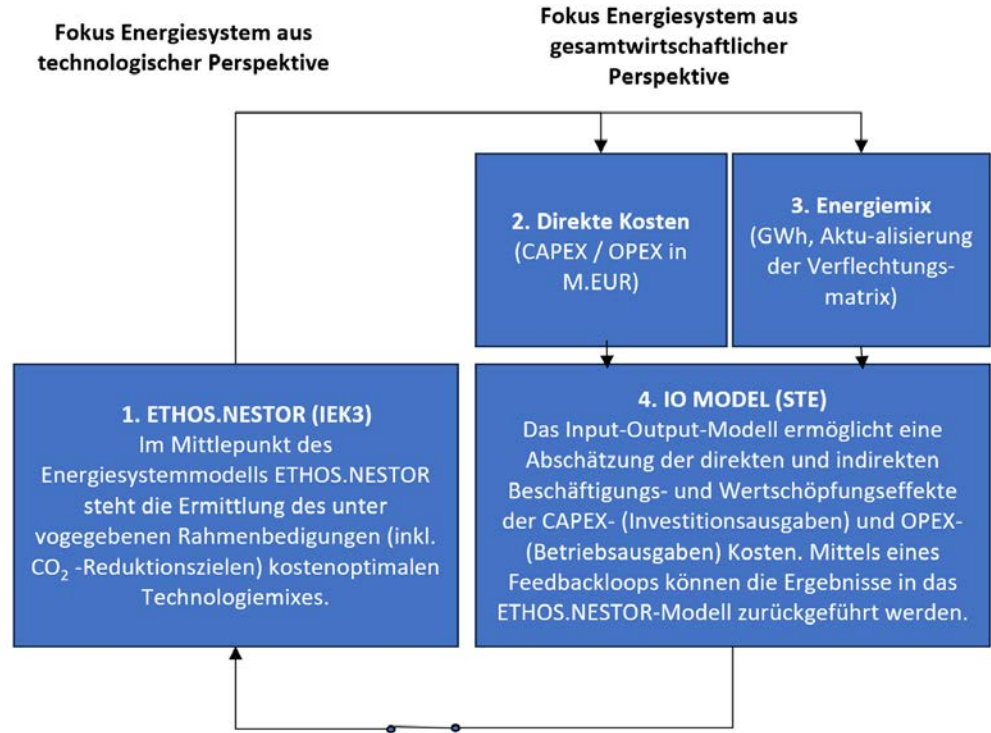 Fokus Energiesystem aus
technologischer Perspektive
Fokus Energiesystem aus
gesamtwirtschaftlicher
Perspektive
2. Direkte Kosten
(CAPEX / OPEX in
M.EUR)
3. Energiemix
(GWh, Aktu-alisierung
der Verflechtungs-
matrix)
1. ETHOS.NESTOR (IEK3)
Im Mittlepunkt des
Energiesystemmodells ETHOS.NESTOR
steht die Ermittlung des unter
vogegebenen Rahmenbedigungen (inkl.
CO₂ -Reduktionszielen) kostenoptimalen
Technologiemixes.
4. IO MODEL (STE)
Das Input-Output-Modell ermöglicht eine
Abschätzung der direkten und indirekten
Beschäftigungs- und Wertschöpfungseffekte
der CAPEX- (Investitionsausgaben) und OPEX-
(Betriebsausgaben) Kosten. Mittels eines
Feedbackloops können die Ergebnisse in das
ETHOS.NESTOR-Modell zurückgeführt werden.